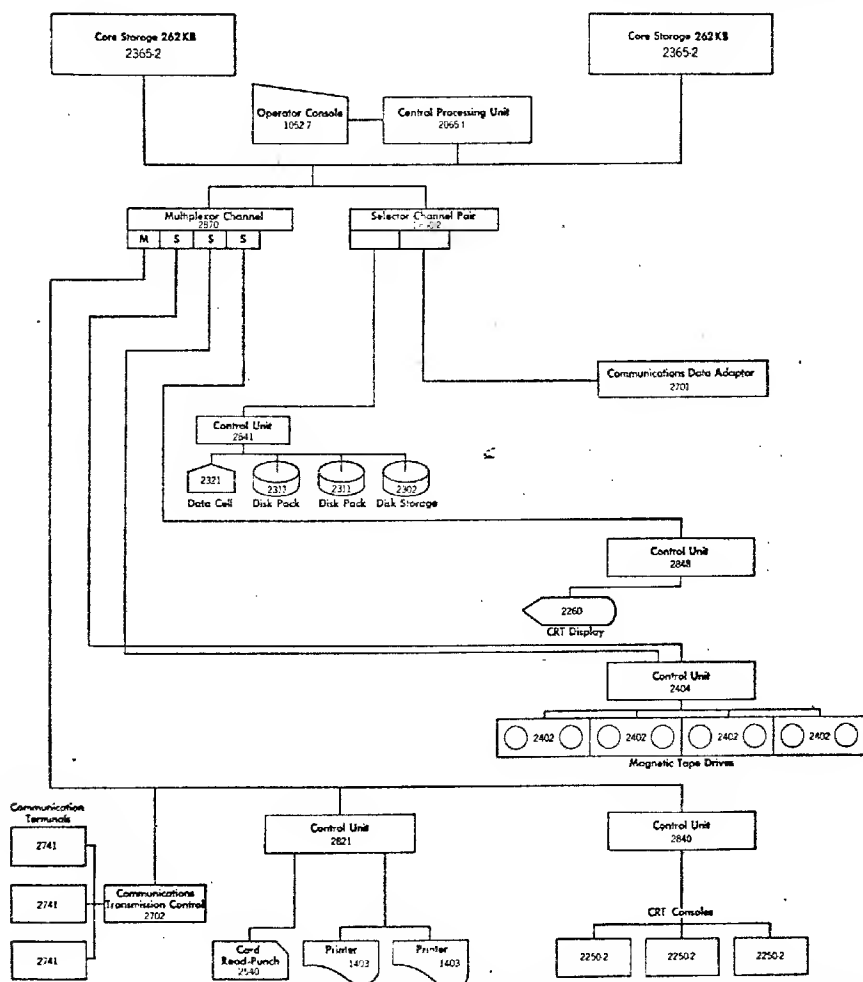 Core Storage 262KB
2365-2
Core Storage 262KB
2365-2
Operator Console
1052-7
Central Processing Unit
2065-1
Multiplexor Channel
2870
M S S S
Selector Channel Pair
Communications Data Adaptor
2701
Control Unit
2841
2321
Data Cell
2311
Disk Pack
2311
Disk Pack
2302
Disk Storage
Control Unit
2848
2260
CRT Display
Control Unit
2404
2402
2402
2402
2402
Magnetic Tape Drives
Communication
Terminals
2741
2741
2741
Communications
Transmission Control
2702
Control Unit
2821
Card
Read-Punch
2540
Printer
1403
Printer
1403
Control Unit
2840
CRT Consoles
2250-2
2250-2
2250-2